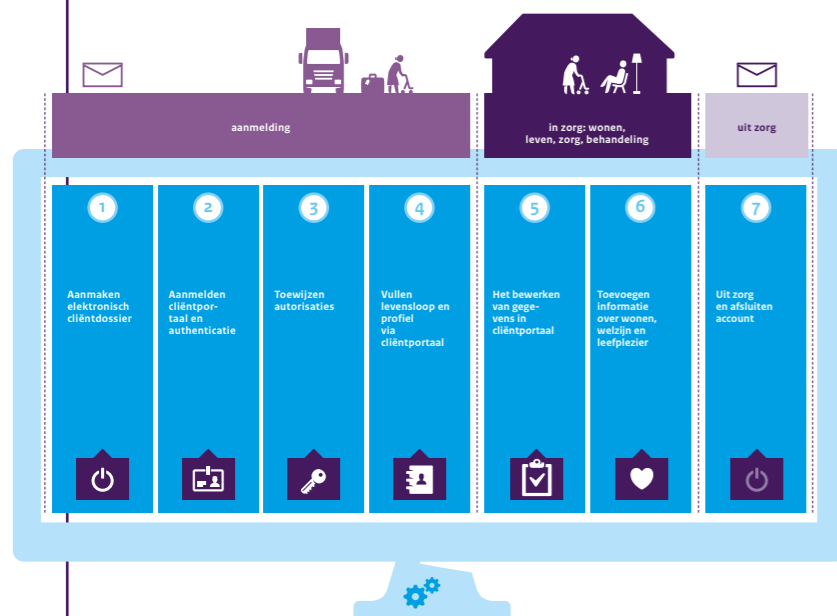 aanmelding
in zorg: wonen,
leven, zorg, behandeling
uit zorg
1
Aanmaken
elektronisch
cliëntdossier
2
Aanmelden
cliëntpor-
taal en
authenticatie
3
Toewijzen
autorisaties
4
Vullen
levensloop en
profiel
via
cliëntportaal
5
Het bewerken
van gege-
vens in
cliëntportaal
6
Toevoegen
informatie
over wonen,
welzijn en
leefplezier
7
Uit zorg
en afsluiten
account